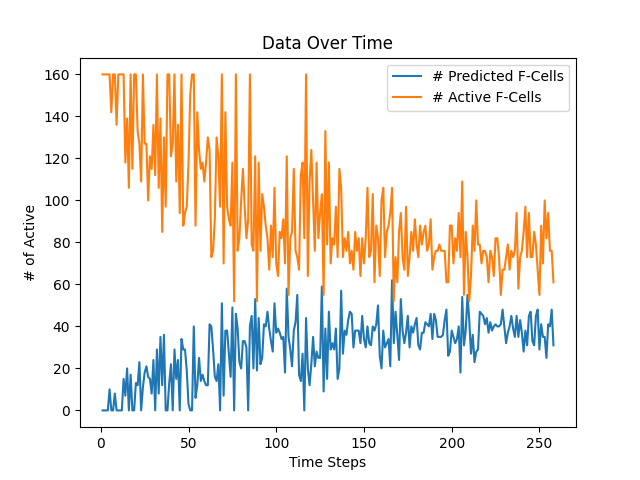 Data Over Time
# Predicted F-Cells
# Active F-Cells
# of Active
160
140
120
100
80
60
40
20
0
0 50 100 150 200 250
Time Steps